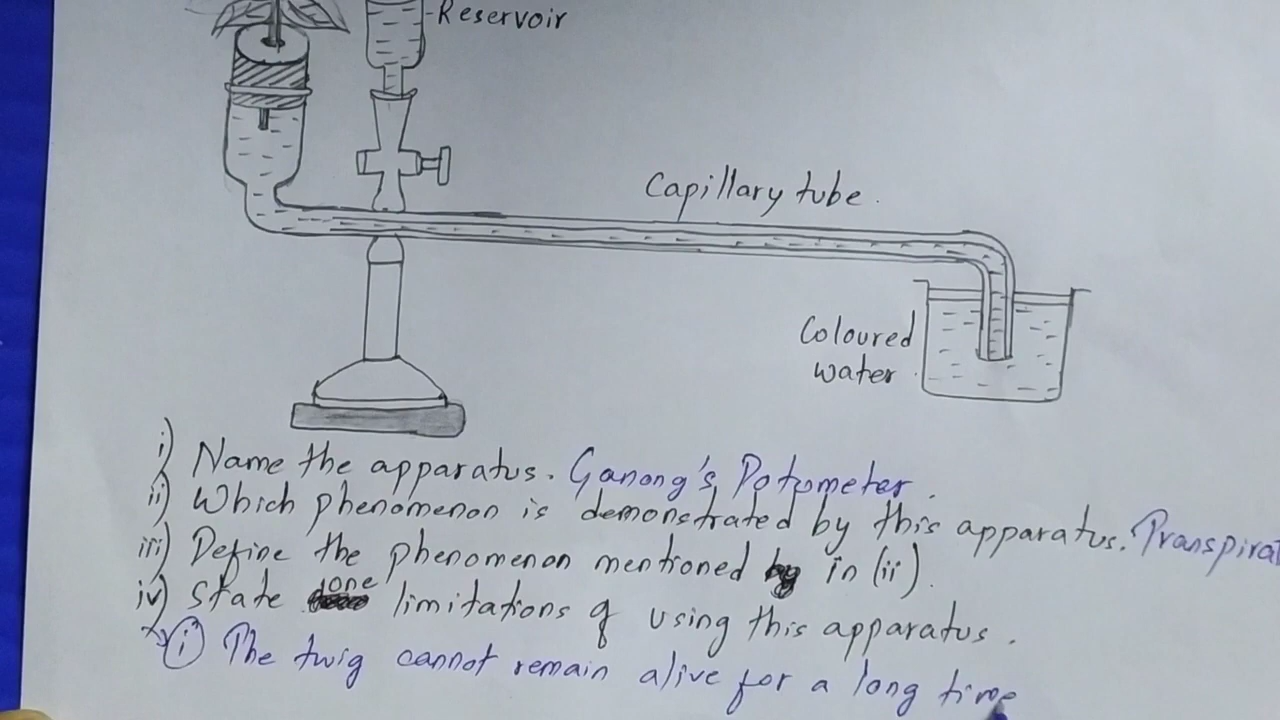 Reservoir
Capillary tube.
Coloured
water
i) Name the apparatus. Ganong's Potometer.
ii) Which phenomenon is demonstrated by this apparatus. Transpirat
iii) Define the phenomenon mentioned in (ii).
iv) State one limitations of using this apparatus.
(i) The twig cannot remain alive for a long time